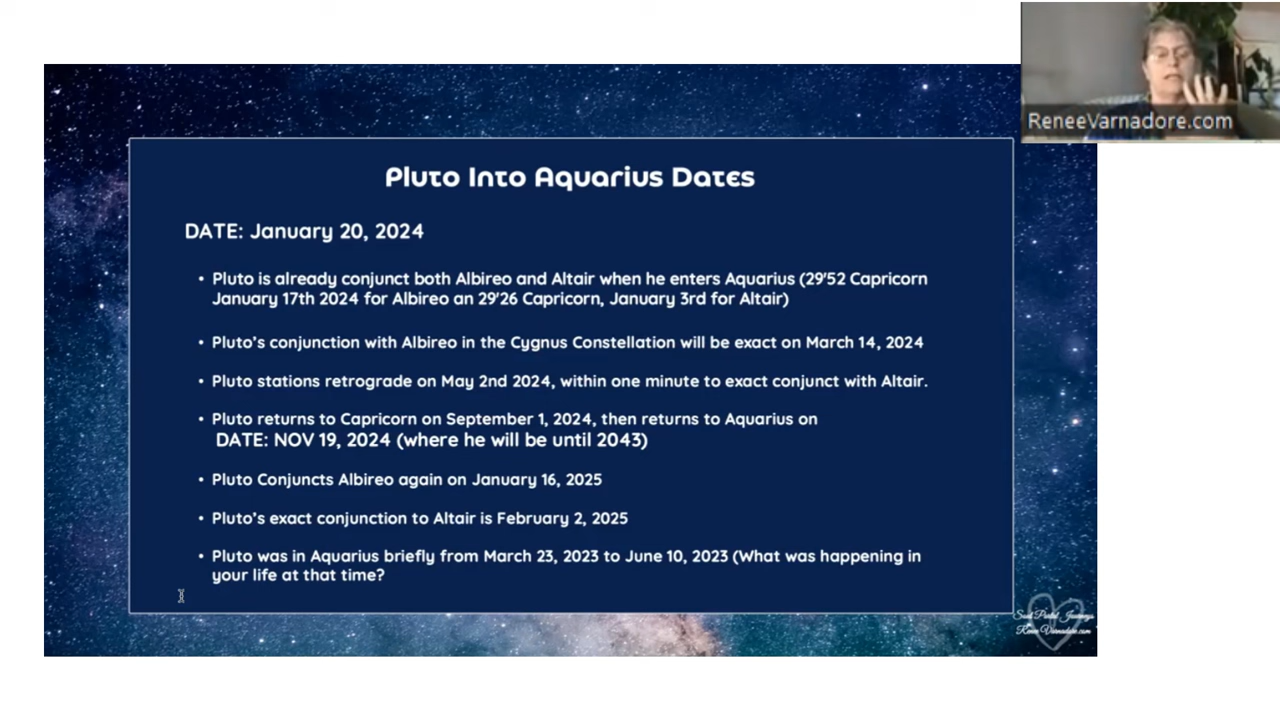 ReneeVarnadore.com
Pluto Into Aquarius Dates
DATE: January 20, 2024
• Pluto is already conjunct both Albireo and Altair when he enters Aquarius (29'52 Capricorn
January 17th 2024 for Albireo an 29'26 Capricorn, January 3rd for Altair)
• Pluto's conjunction with Albireo in the Cygnus Constellation will be exact on March 14, 2024
• Pluto stations retrograde on May 2nd 2024, within one minute to exact conjunct with Altair.
• Pluto returns to Capricorn on September 1, 2024, then returns to Aquarius on
DATE: NOV 19, 2024 (where he will be until 2043)
• Pluto Conjuncts Albireo again on January 16, 2025
• Pluto's exact conjunction to Altair is February 2, 2025
• Pluto was in Aquarius briefly from March 23, 2023 to June 10, 2023 (What was happening in
your life at that time?
Soul Portal Journeys
Renee Varnadore.com